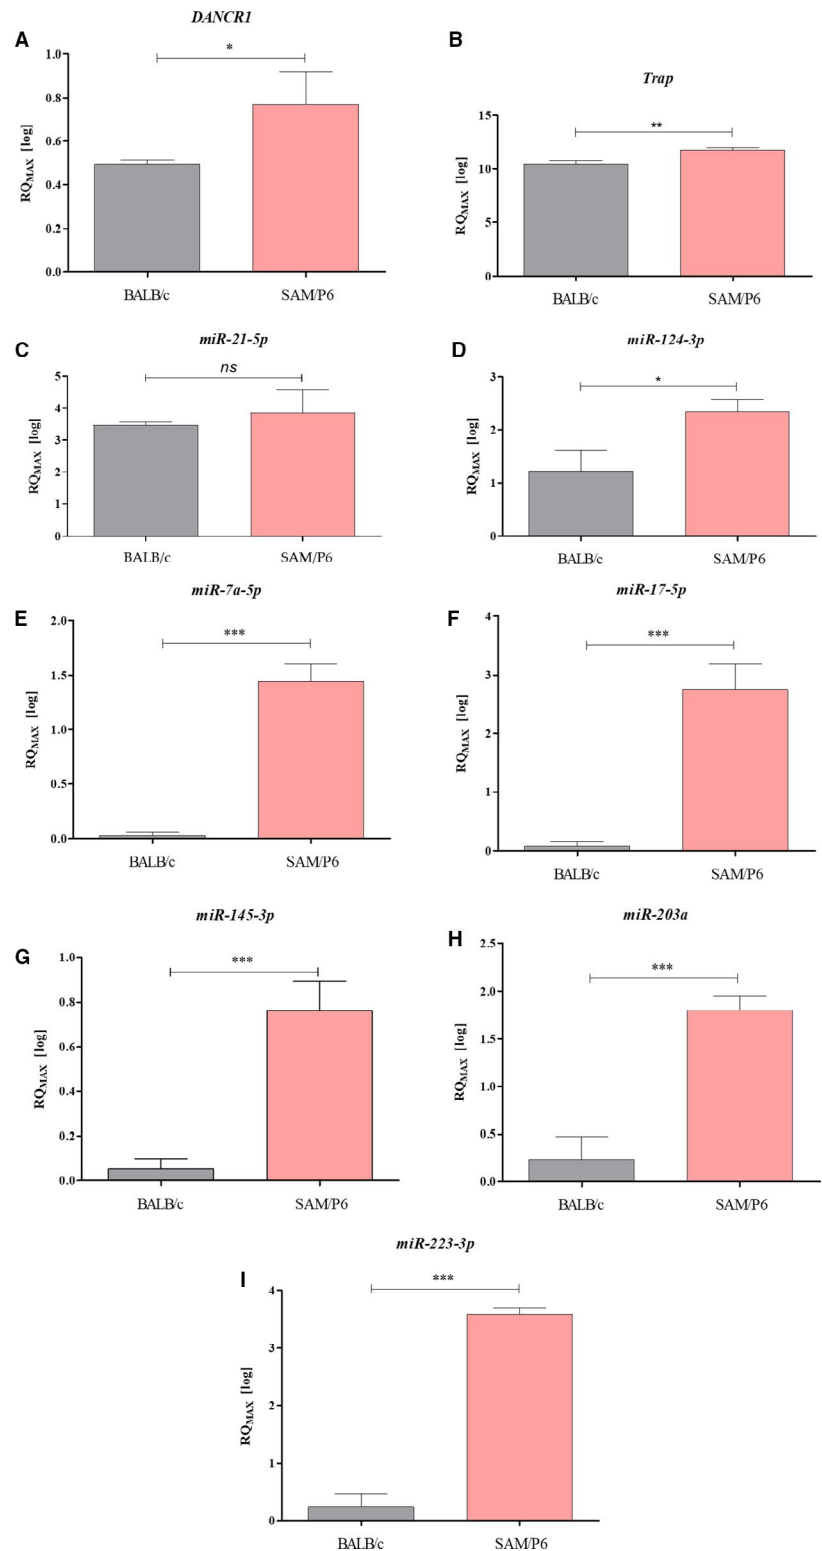 DANCR1
A
*
1.0
0.8
0.6
0.4
0.2
0.0
RQMAX [log]
BALB/c SAM/P6
B
Trap
**
15
10
5
0
RQMAX [log]
BALB/c SAM/P6
C
miR-21-5p
ns
5
4
3
2
1
0
RQMAX [log]
BALB/c SAM/P6
D
miR-124-3p
*
3
2
1
0
RQMAX [log]
BALB/c SAM/P6
E
miR-7a-5p
***
2.0
1.5
1.0
0.5
0.0
RQMAX [log]
BALB/c SAM/P6
F
miR-17-5p
***
4
3
2
1
0
RQMAX [log]
BALB/c SAM/P6
G
miR-145-3p
***
1.0
0.8
0.6
0.4
0.2
0.0
RQMAX [log]
BALB/c SAM/P6
H
miR-203a
***
2.5
2.0
1.5
1.0
0.5
0.0
RQMAX [log]
BALB/c SAM/P6
I
miR-223-3p
***
4
3
2
1
0
RQMAX [log]
BALB/c SAM/P6